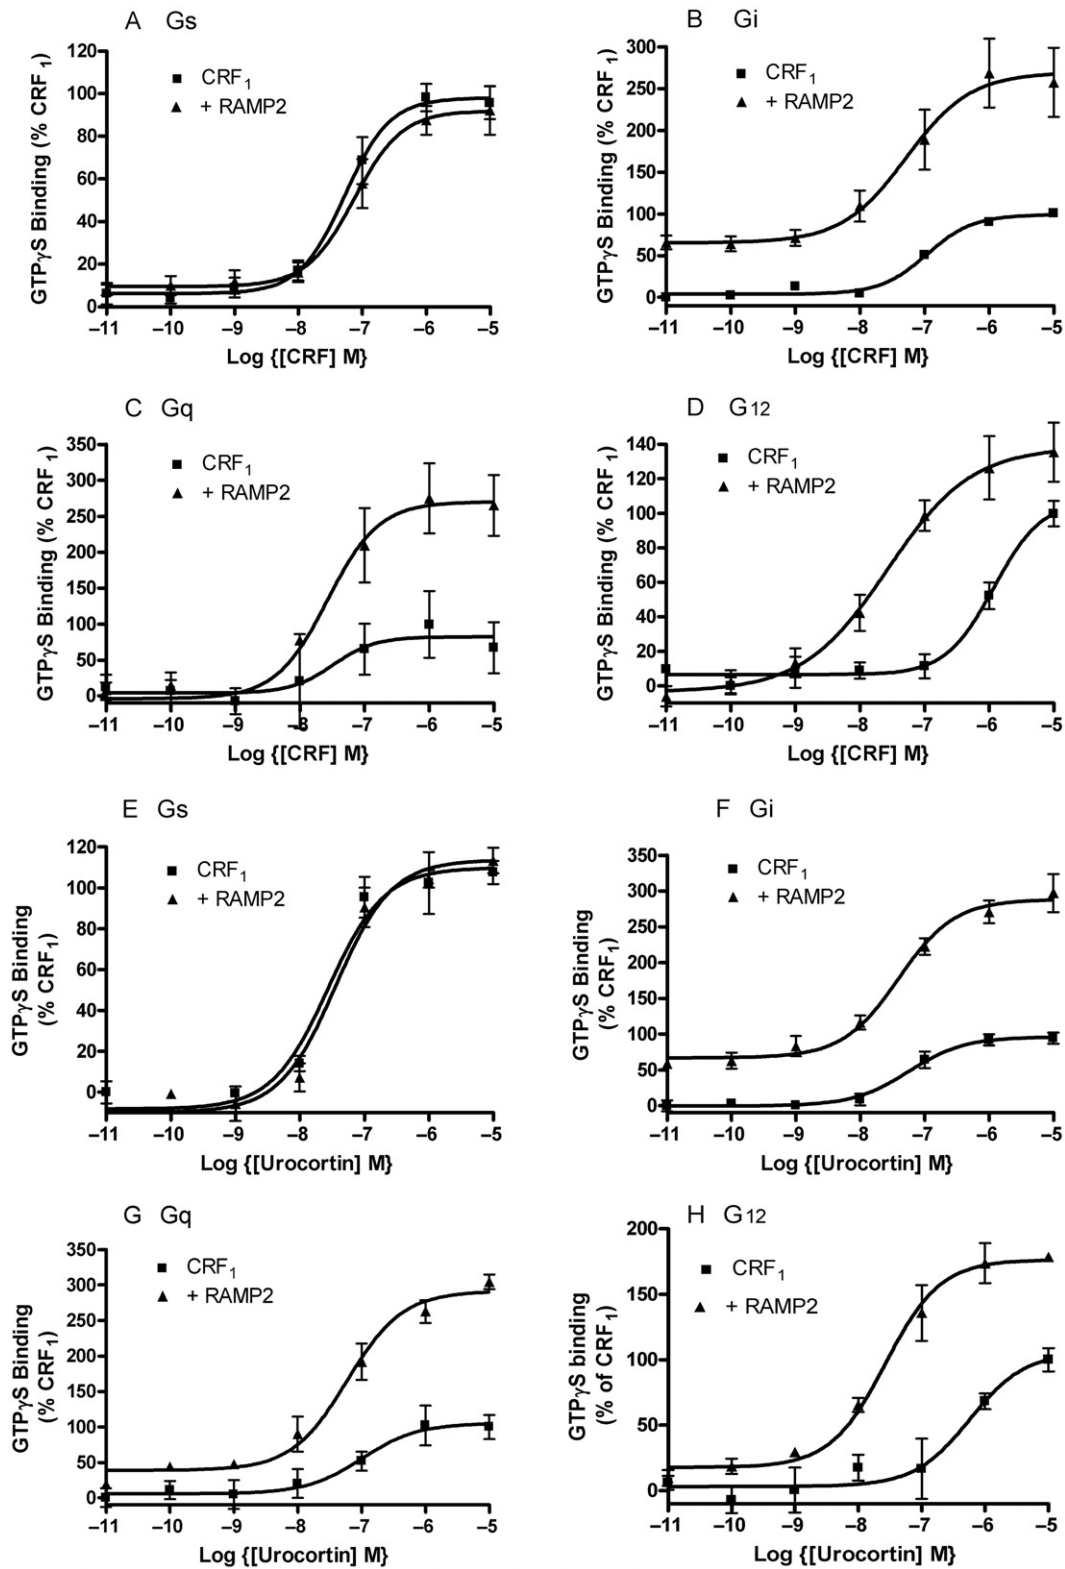 A Gs
120
100
80
60
40
20
0
GTPγS Binding (% CRF₁)
CRF₁
+ RAMP2
–11 –10 –9 –8 –7 –6 –5
Log {[CRF] M}
B Gi
300
250
200
150
100
50
0
GTPγS Binding (% CRF₁)
CRF₁
+ RAMP2
–11 –10 –9 –8 –7 –6 –5
Log {[CRF] M}
C Gq
350
300
250
200
150
100
50
0
GTPγS Binding (% CRF₁)
CRF₁
+ RAMP2
–11 –10 –9 –8 –7 –6 –5
Log {[CRF] M}
D G12
140
120
100
80
60
40
20
0
GTPγS Binding (% CRF₁)
CRF₁
+ RAMP2
–11 –10 –9 –8 –7 –6 –5
Log {[CRF] M}
E Gs
120
100
80
60
40
20
0
GTPγS Binding
(% CRF₁)
CRF₁
+ RAMP2
–11 –10 –9 –8 –7 –6 –5
Log {[Urocortin] M}
F Gi
350
300
250
200
150
100
50
0
GTPγS Binding
(% CRF₁)
CRF₁
+ RAMP2
–11 –10 –9 –8 –7 –6 –5
Log {[Urocortin] M}
G Gq
350
300
250
200
150
100
50
0
GTPγS Binding
(% CRF₁)
CRF₁
+ RAMP2
–11 –10 –9 –8 –7 –6 –5
Log {[Urocortin] M}
H G12
200
150
100
50
0
GTPγS binding
(% of CRF₁)
CRF₁
+ RAMP2
–11 –10 –9 –8 –7 –6 –5
Log {[Urocortin] M}